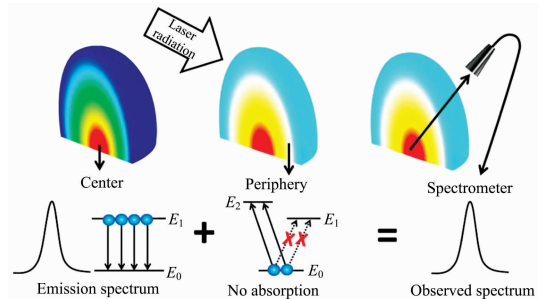 Laser
radiation
Center
Periphery
Spectrometer
E1
E0
+
E2
E1
E0
X X
=
Emission spectrum
No absorption
Observed spectrum